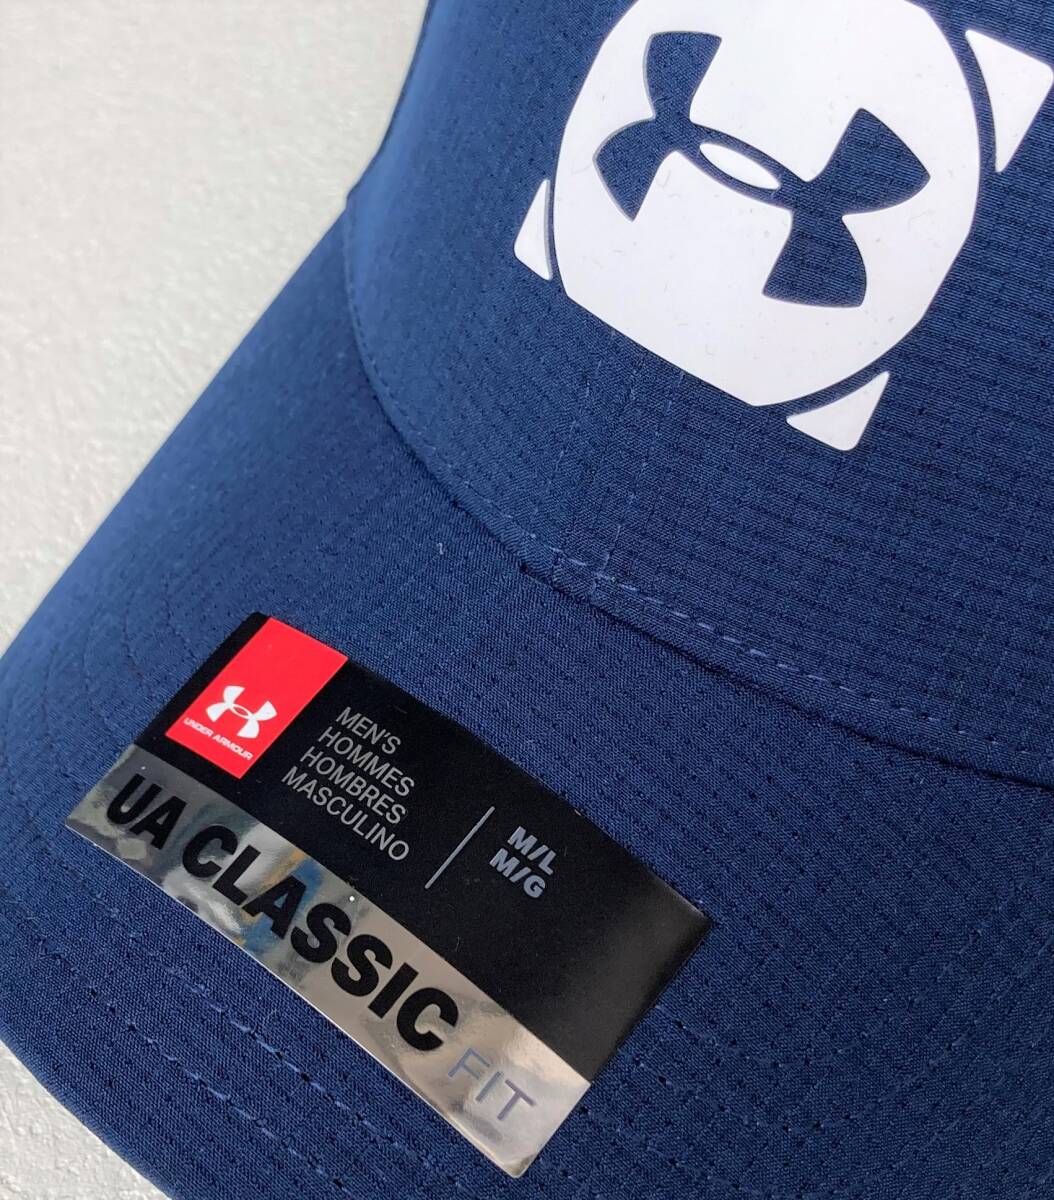 UNDER ARMOUR
MEN'S
HOMMES
HOMBRES
MASCULINO
M/L
M/G
UA CLASSIC FIT